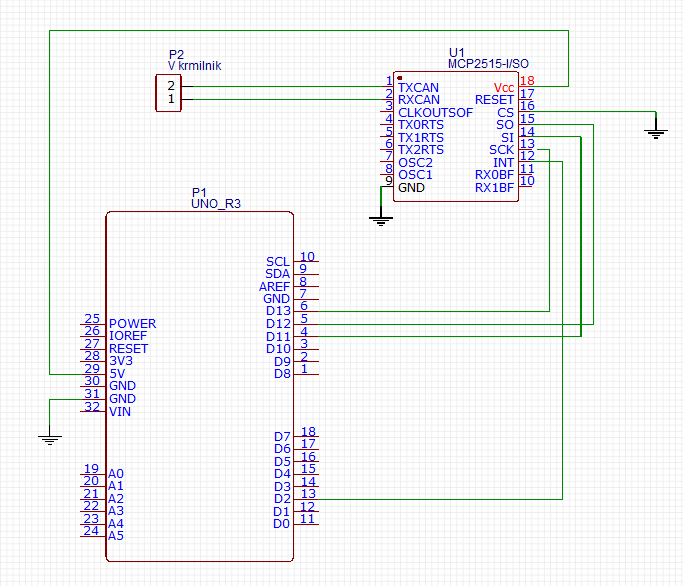 P2
V krmilnik
2
1
U1
MCP2515-I/SO
1 TXCAN
2 RXCAN
3 CLKOUTSOF
4 TX0RTS
5 TX1RTS
6 TX2RTS
7 OSC2
8 OSC1
9 GND
Vcc 18
RESET 17
CS 16
SO 15
SI 14
SCK 13
INT 12
RX0BF 11
RX1BF 10
P1
UNO_R3
SCL 10
SDA 9
AREF 8
GND 7
D13 6
D12 5
D11 4
D10 3
D9 2
D8 1
25 POWER
26 IOREF
27 RESET
28 3V3
29 5V
30 GND
31 GND
32 VIN
D7 18
D6 17
D5 16
D4 15
D3 14
D2 13
D1 12
D0 11
19 A0
20 A1
21 A2
22 A3
23 A4
24 A5